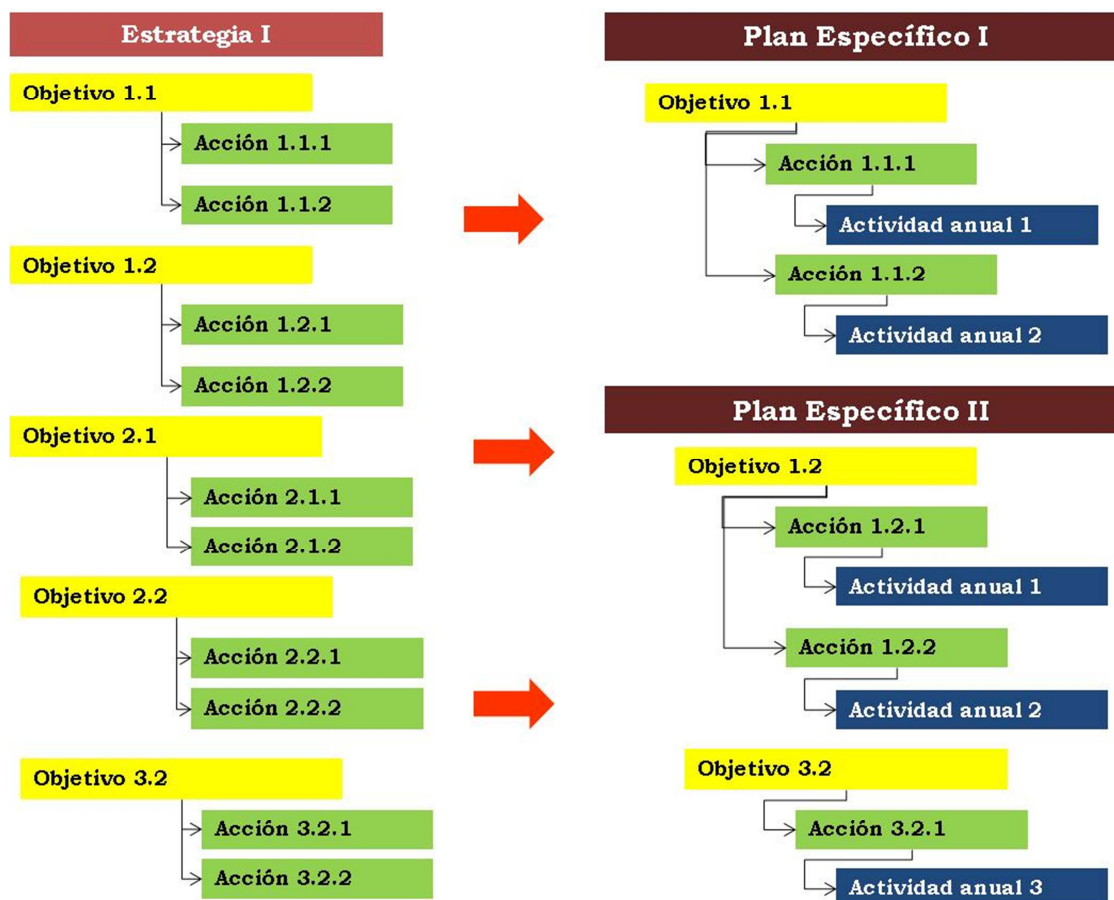 Estrategia I
Objetivo 1.1
Acción 1.1.1
Acción 1.1.2
Objetivo 1.2
Acción 1.2.1
Acción 1.2.2
Objetivo 2.1
Acción 2.1.1
Acción 2.1.2
Objetivo 2.2
Acción 2.2.1
Acción 2.2.2
Objetivo 3.2
Acción 3.2.1
Acción 3.2.2
Plan Específico I
Objetivo 1.1
Acción 1.1.1
Actividad anual 1
Acción 1.1.2
Actividad anual 2
Plan Específico II
Objetivo 1.2
Acción 1.2.1
Actividad anual 1
Acción 1.2.2
Actividad anual 2
Objetivo 3.2
Acción 3.2.1
Actividad anual 3